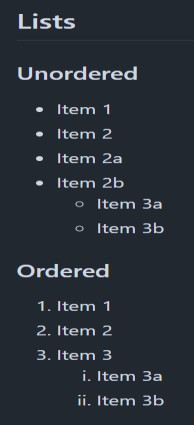 Lists
Unordered
• Item 1
• Item 2
• Item 2a
• Item 2b
○ Item 3a
○ Item 3b
Ordered
1. Item 1
2. Item 2
3. Item 3
i. Item 3a
ii. Item 3b